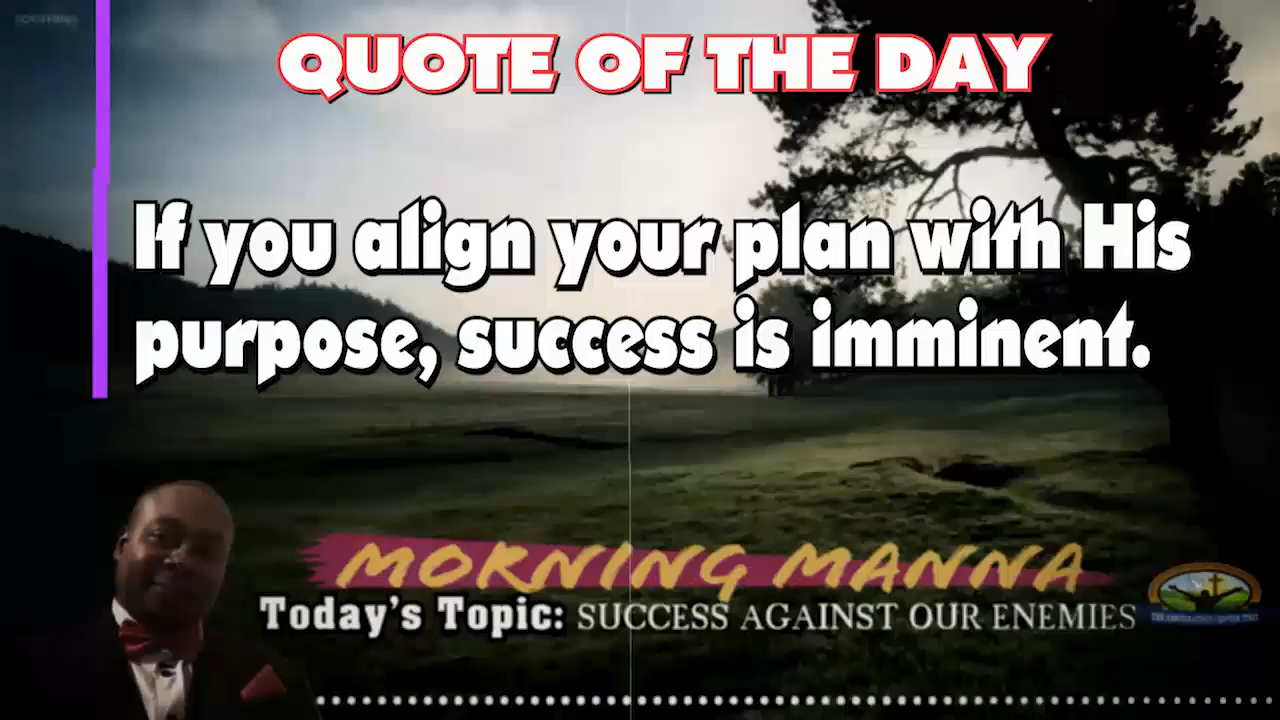 SOOTHING
QUOTE OF THE DAY
If you align your plan with His
purpose, success is imminent.
MORNING MANNA
Today's Topic: SUCCESS AGAINST OUR ENEMIES